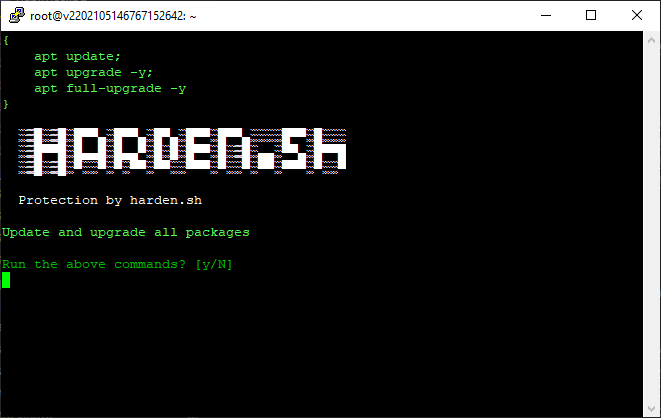 root@v2202105146767152642: ~
{
    apt update;
    apt upgrade -y;
    apt full-upgrade -y
}
HARDEN.Sh
Protection by harden.sh
Update and upgrade all packages
Run the above commands? [y/N]